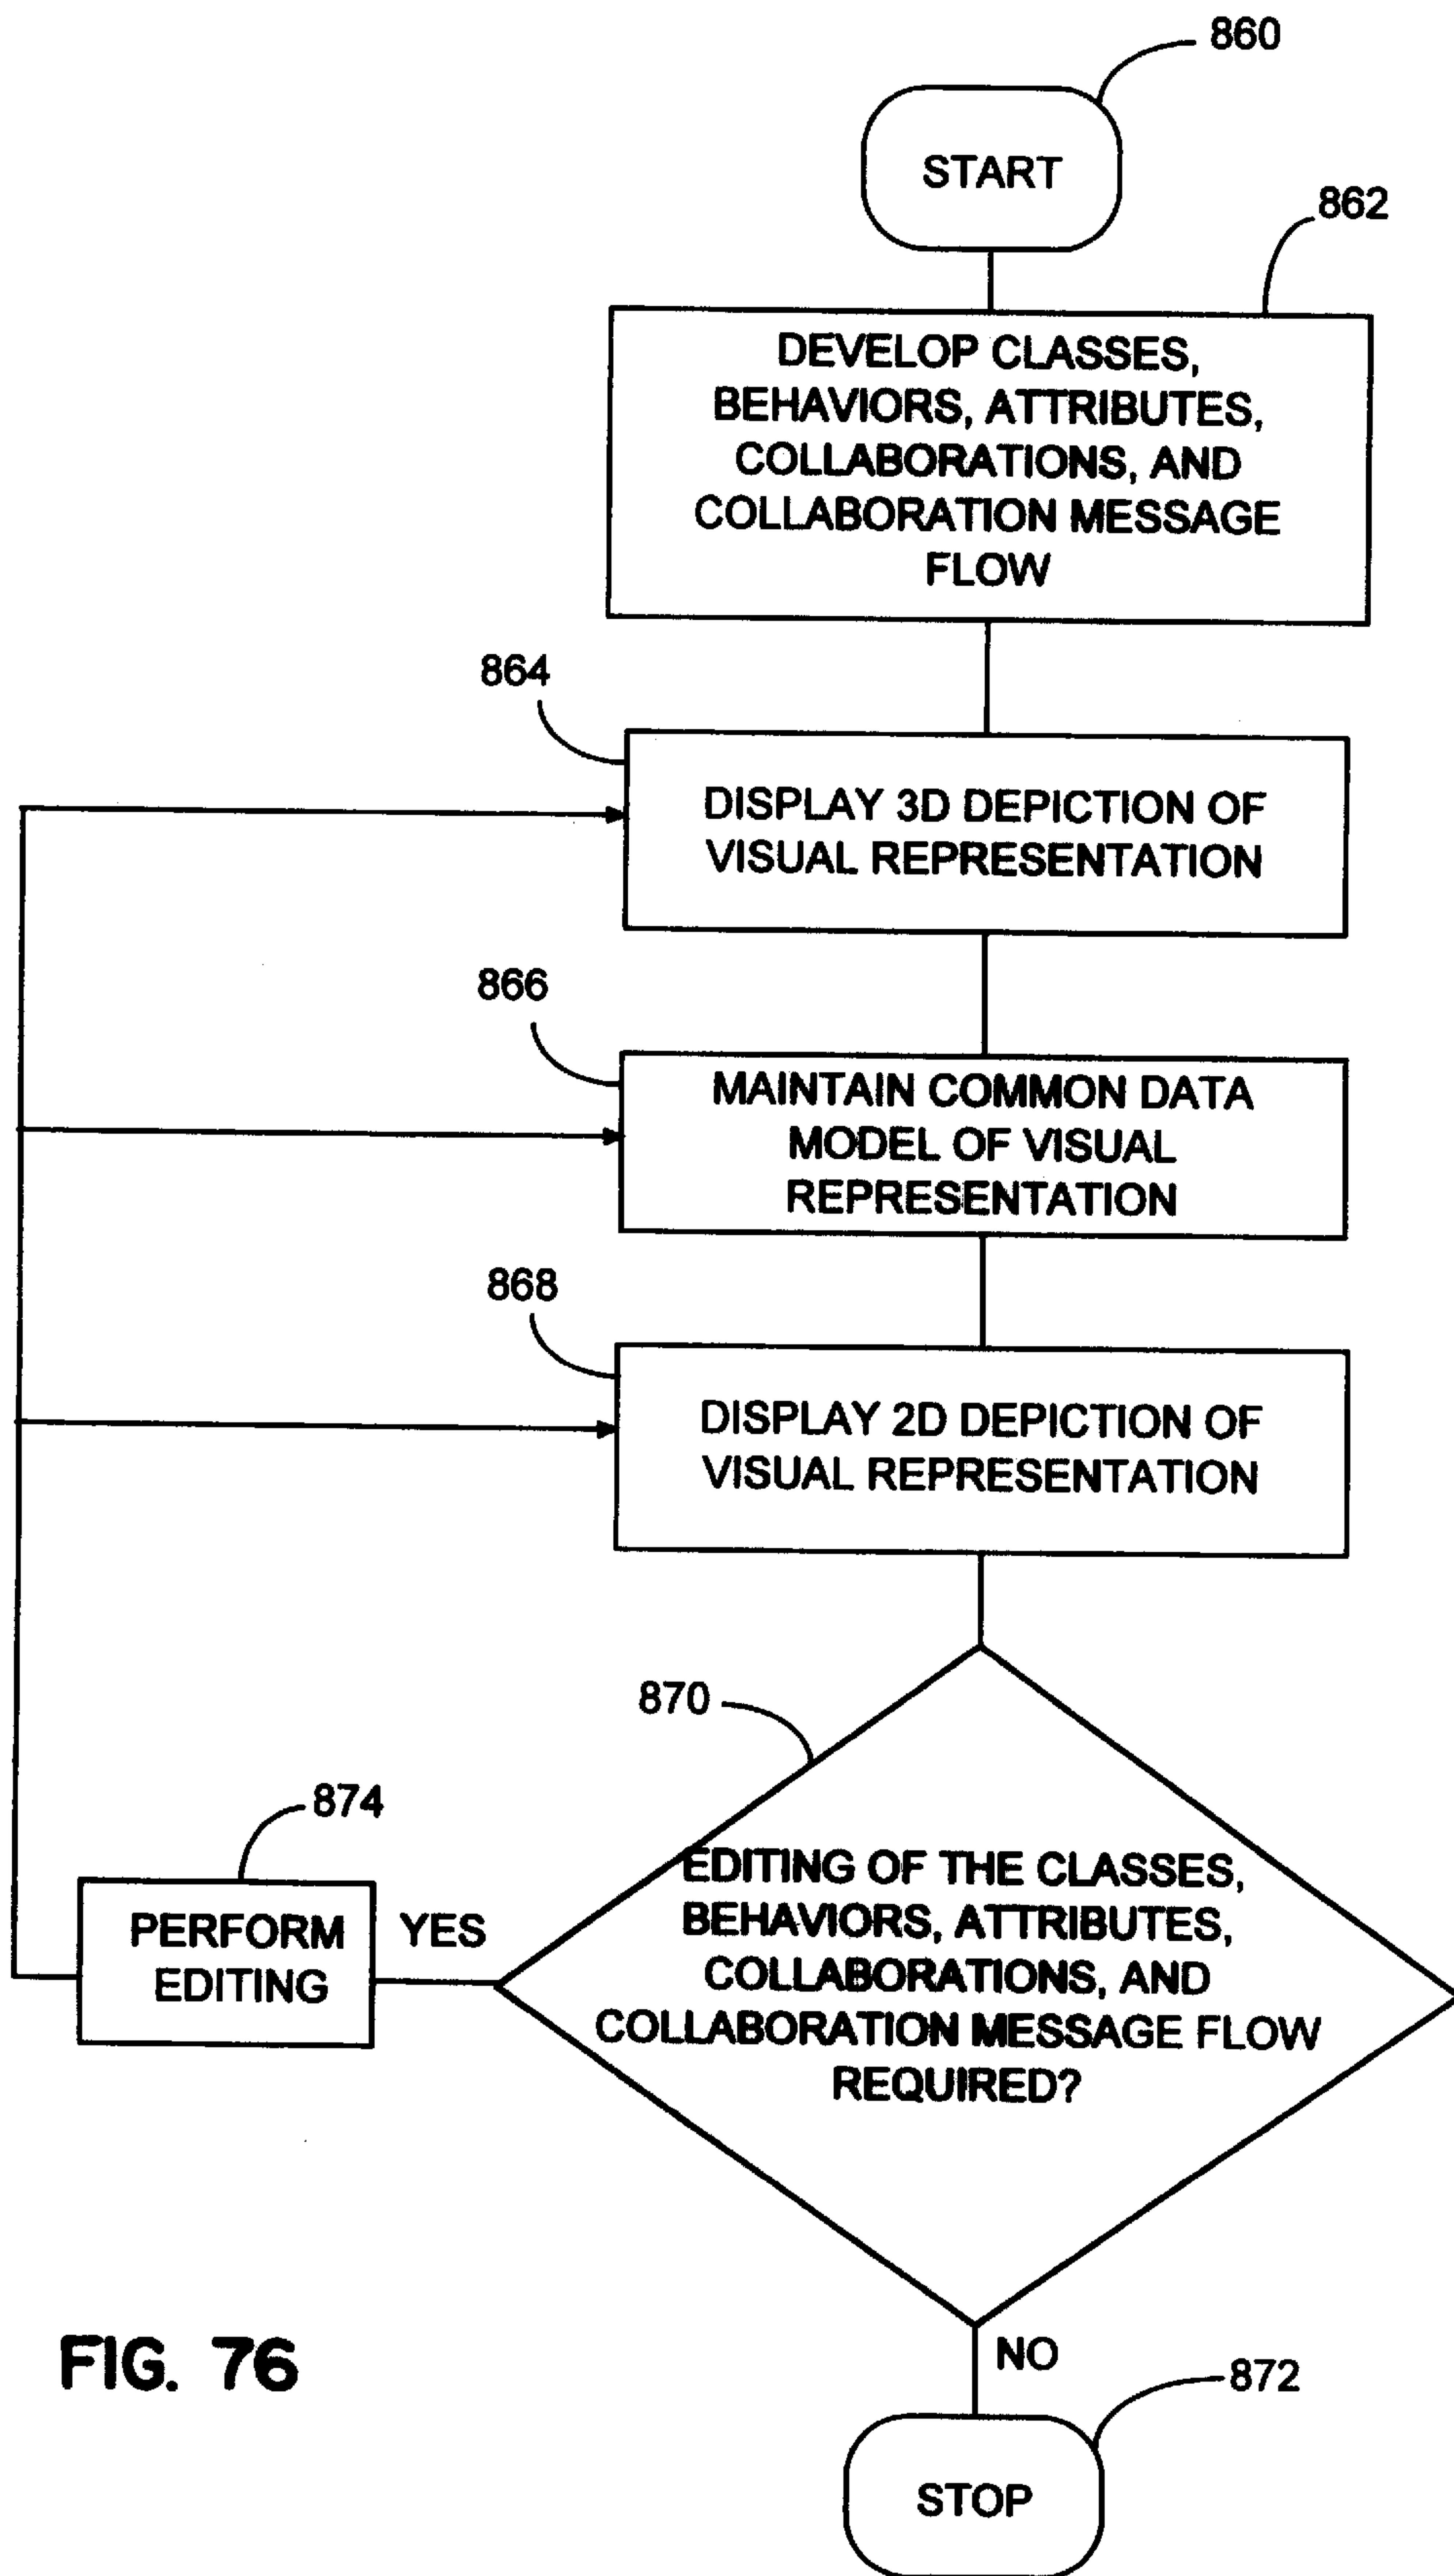 860
START
862
DEVELOP CLASSES,
BEHAVIORS, ATTRIBUTES,
COLLABORATIONS, AND
COLLABORATION MESSAGE
FLOW
864
DISPLAY 3D DEPICTION OF
VISUAL REPRESENTATION
866
MAINTAIN COMMON DATA
MODEL OF VISUAL
REPRESENTATION
868
DISPLAY 2D DEPICTION OF
VISUAL REPRESENTATION
870
EDITING OF THE CLASSES,
BEHAVIORS, ATTRIBUTES,
COLLABORATIONS, AND
COLLABORATION MESSAGE FLOW
REQUIRED?
874
PERFORM
EDITING
YES
NO
872
STOP
FIG. 76